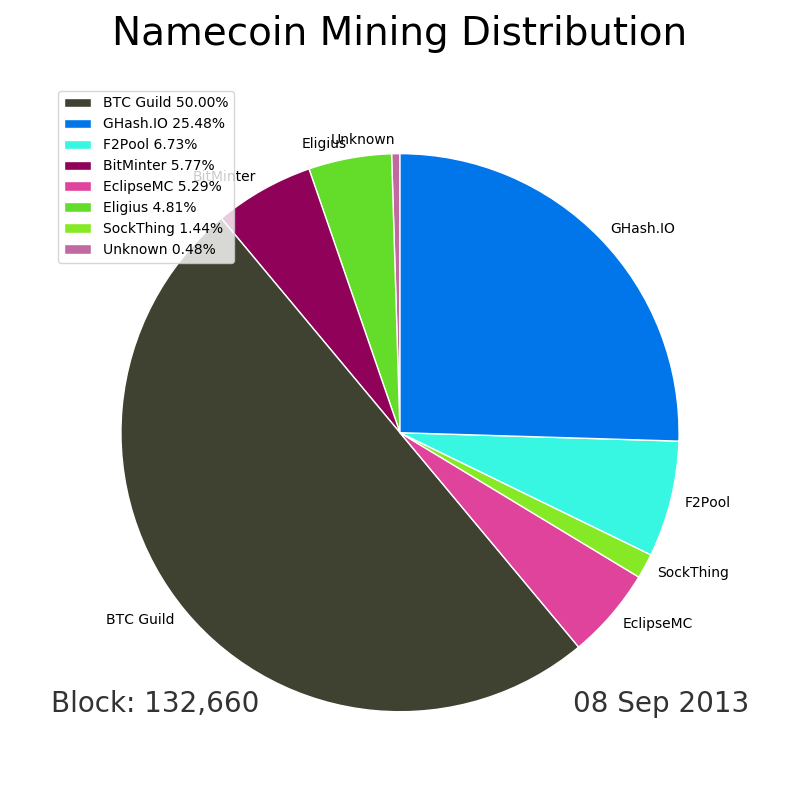 Namecoin Mining Distribution
BTC Guild 50.00%
GHash.IO 25.48%
F2Pool 6.73%
BitMinter 5.77%
EclipseMC 5.29%
Eligius 4.81%
SockThing 1.44%
Unknown 0.48%
Unknown
Eligius
BitMinter
GHash.IO
F2Pool
SockThing
EclipseMC
BTC Guild
Block: 132,660
08 Sep 2013